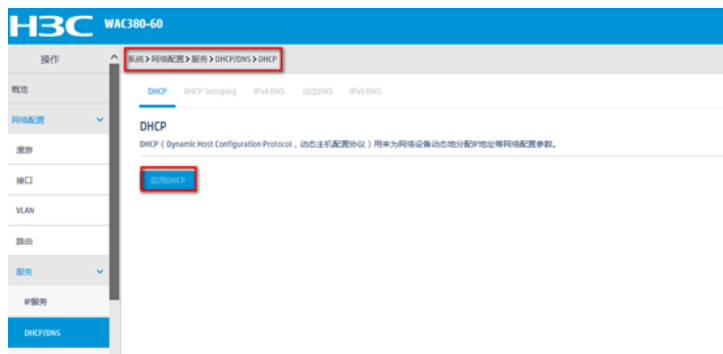 H3C WAC380-60
操作
系统 > 网络配置 > 服务 > DHCP/DNS > DHCP
概览
DHCP DHCP Snooping IPv4 DNS 动态DNS IPv6 DNS
网络配置
DHCP
DHCP（Dynamic Host Configuration Protocol，动态主机配置协议）用来为网络设备动态地分配IP地址等网络配置参数。
漫游
接口
启用DHCP
VLAN
路由
服务
IP服务
DHCP/DNS